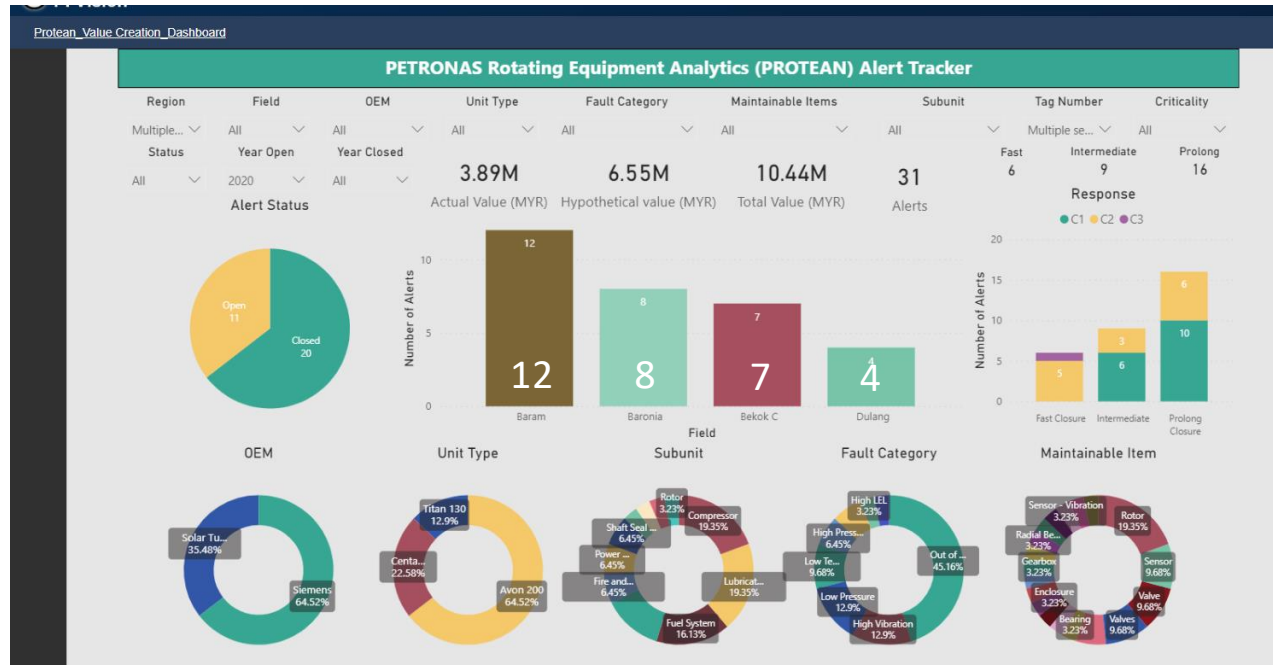 PI Vision
Protean_Value Creation_Dashboard
PETRONAS Rotating Equipment Analytics (PROTEAN) Alert Tracker
Region Field OEM Unit Type Fault Category Maintainable Items Subunit Tag Number Criticality
Multiple... All All All All All All Multiple se... All
Status Year Open Year Closed
All 2020 All
3.89M 6.55M 10.44M 31
Actual Value (MYR) Hypothetical value (MYR) Total Value (MYR) Alerts
Fast Intermediate Prolong
6 9 16
Alert Status
Open
11
Closed
20
Number of Alerts
10
5
0
12
8
7
4
12 8 7 4
Baram Baronia Bekok C Dulang
Field
Response
C1 C2 C3
Number of Alerts
20
15
10
5
0
5
3
6
6
10
Fast Closure Intermediate Prolong
Closure
OEM Unit Type Subunit Fault Category Maintainable Item
Solar Tu...
35.48%
Siemens
64.52%
Titan 130
12.9%
Centa...
22.58%
Avon 200
64.52%
Rotor
3.23%
Compressor
19.35%
Shaft Seal ...
6.45%
Power ...
6.45%
Fire and...
6.45%
Lubricat...
19.35%
Fuel System
16.13%
High LEL
3.23%
High Press...
6.45%
Low Te...
9.68%
Low Pressure
12.9%
High Vibration
12.9%
Out of ...
45.16%
Sensor - Vibration
3.23%
Rotor
19.35%
Radial Be...
3.23%
Gearbox
3.23%
Enclosure
3.23%
Bearing
3.23%
Valves
9.68%
Valve
9.68%
Sensor
9.68%